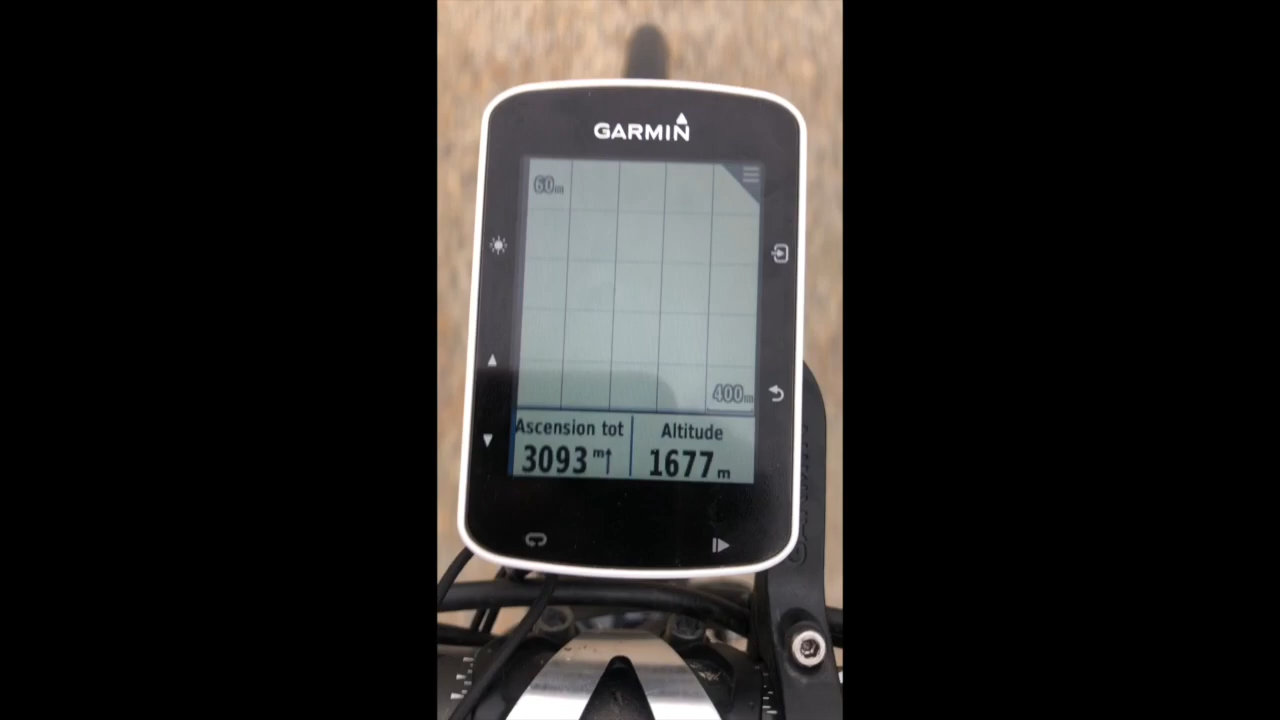 GARMIN
60m
400m
Ascension tot
Altitude
3093 m↑
1677 m